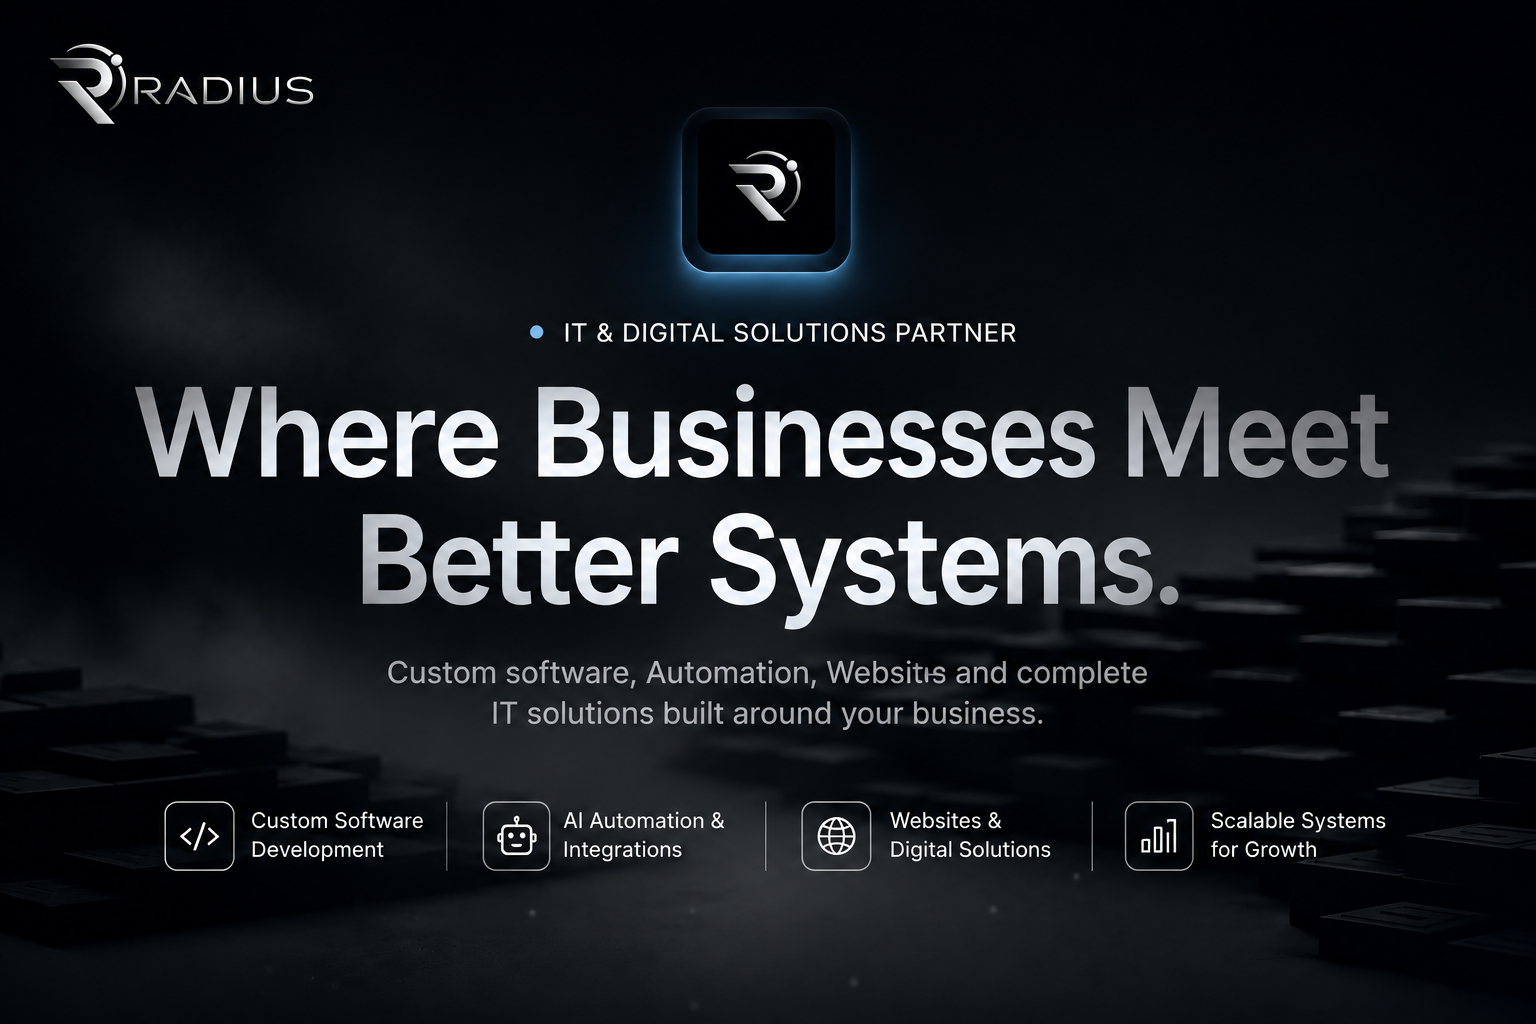 RADIUS
IT & DIGITAL SOLUTIONS PARTNER
Where Businesses Meet
Better Systems.
Custom software, Automation, Websitıs and complete
IT solutions built around your business.
Custom Software
Development
AI Automation &
Integrations
Websites &
Digital Solutions
Scalable Systems
for Growth